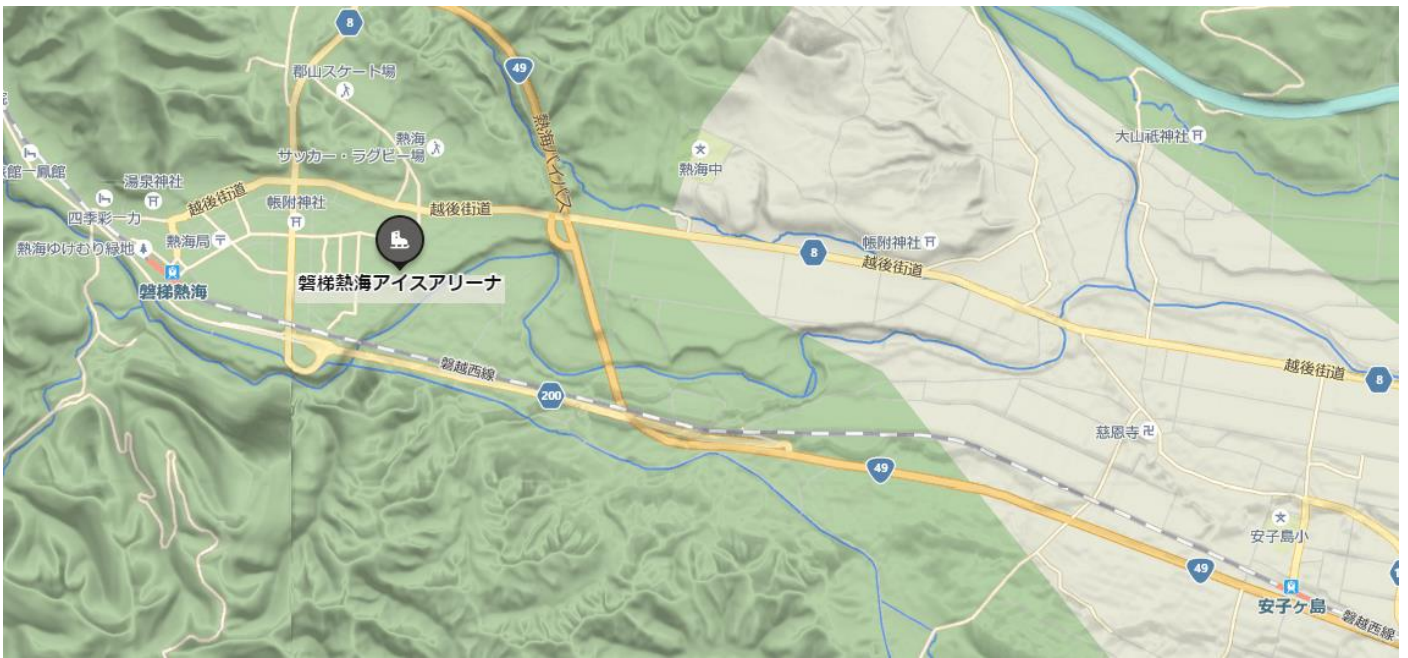 8
郡山スケート場
49
熱海バイパス
熱海
サッカー・ラグビー場
大山祇神社
熱海中
旅館一鳳館
湯泉神社
越後街道
帳附神社
越後街道
四季彩一力
熱海局
熱海ゆけむり緑地
磐梯熱海
磐梯熱海アイスアリーナ
帳附神社
8
越後街道
磐越西線
200
越後街道
8
慈恩寺
49
安子島小
49
安子ケ島
磐越西線